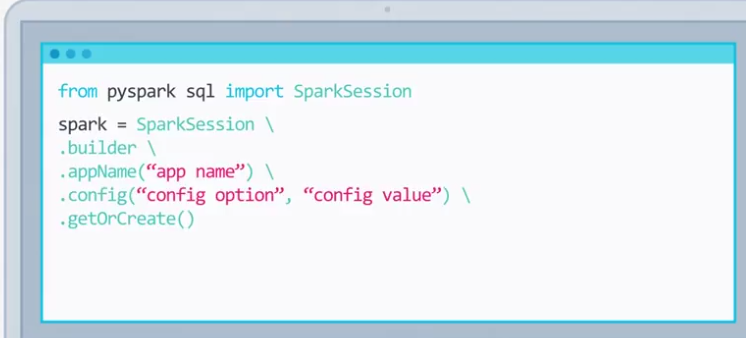 from pyspark sql import SparkSession
spark = SparkSession \
.builder \
.appName(“app name”) \
.config(“config option”, “config value”) \
.getOrCreate()